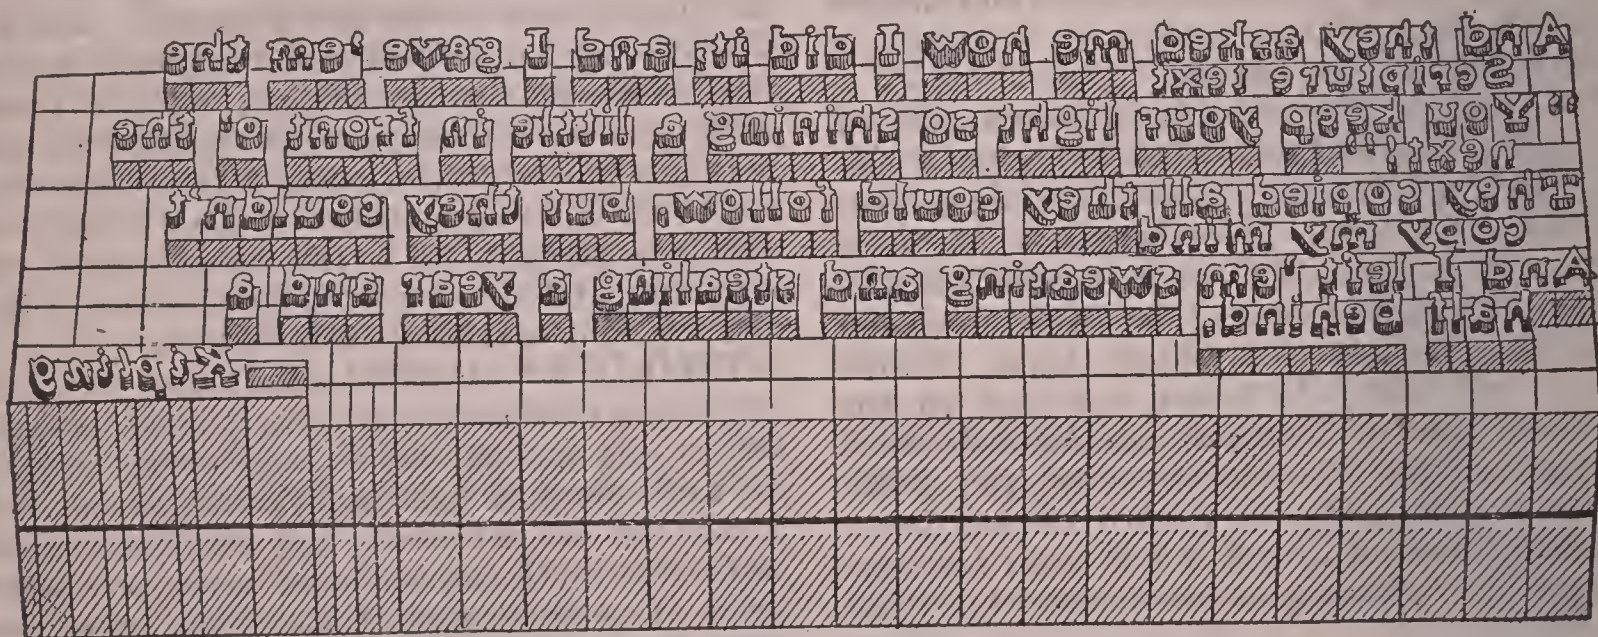 And they asked me how I did it, and I gave 'em the
Scripture text
"You keep your light so shining a little in front o' the
next!"
They copied all they could follow, but they couldn't
copy my mind
And I left 'em sweating and stealing a year and a
half behind.
Kipling